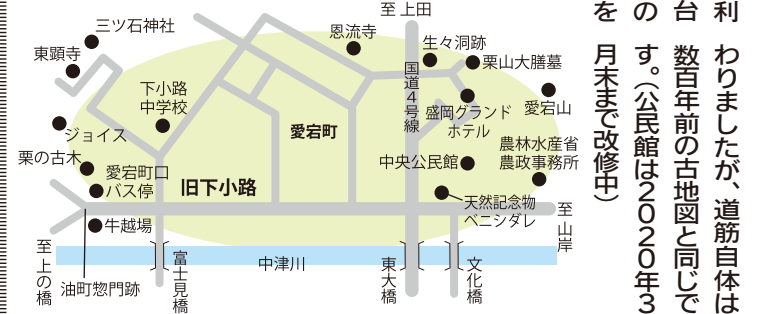 利
台
の
を
わりましたが、道筋自体は
数百年前の古地図と同じで
す。（公民館は２０２０年３
月末まで改修中）
至 上田
三ツ石神社
恩流寺
東顕寺
生々洞跡
栗山大膳墓
国道４号線
下小路
中学校
盛岡グランド
ホテル
愛宕山
ジョイス
愛宕町
農林水産省
農政事務所
栗の古木
愛宕町口
バス停
中央公民館
旧下小路
天然記念物
ベニシダレ
牛越場
至 山岸
至 上の橋
油町惣門跡
富士見橋
中津川
東大橋
文化橋